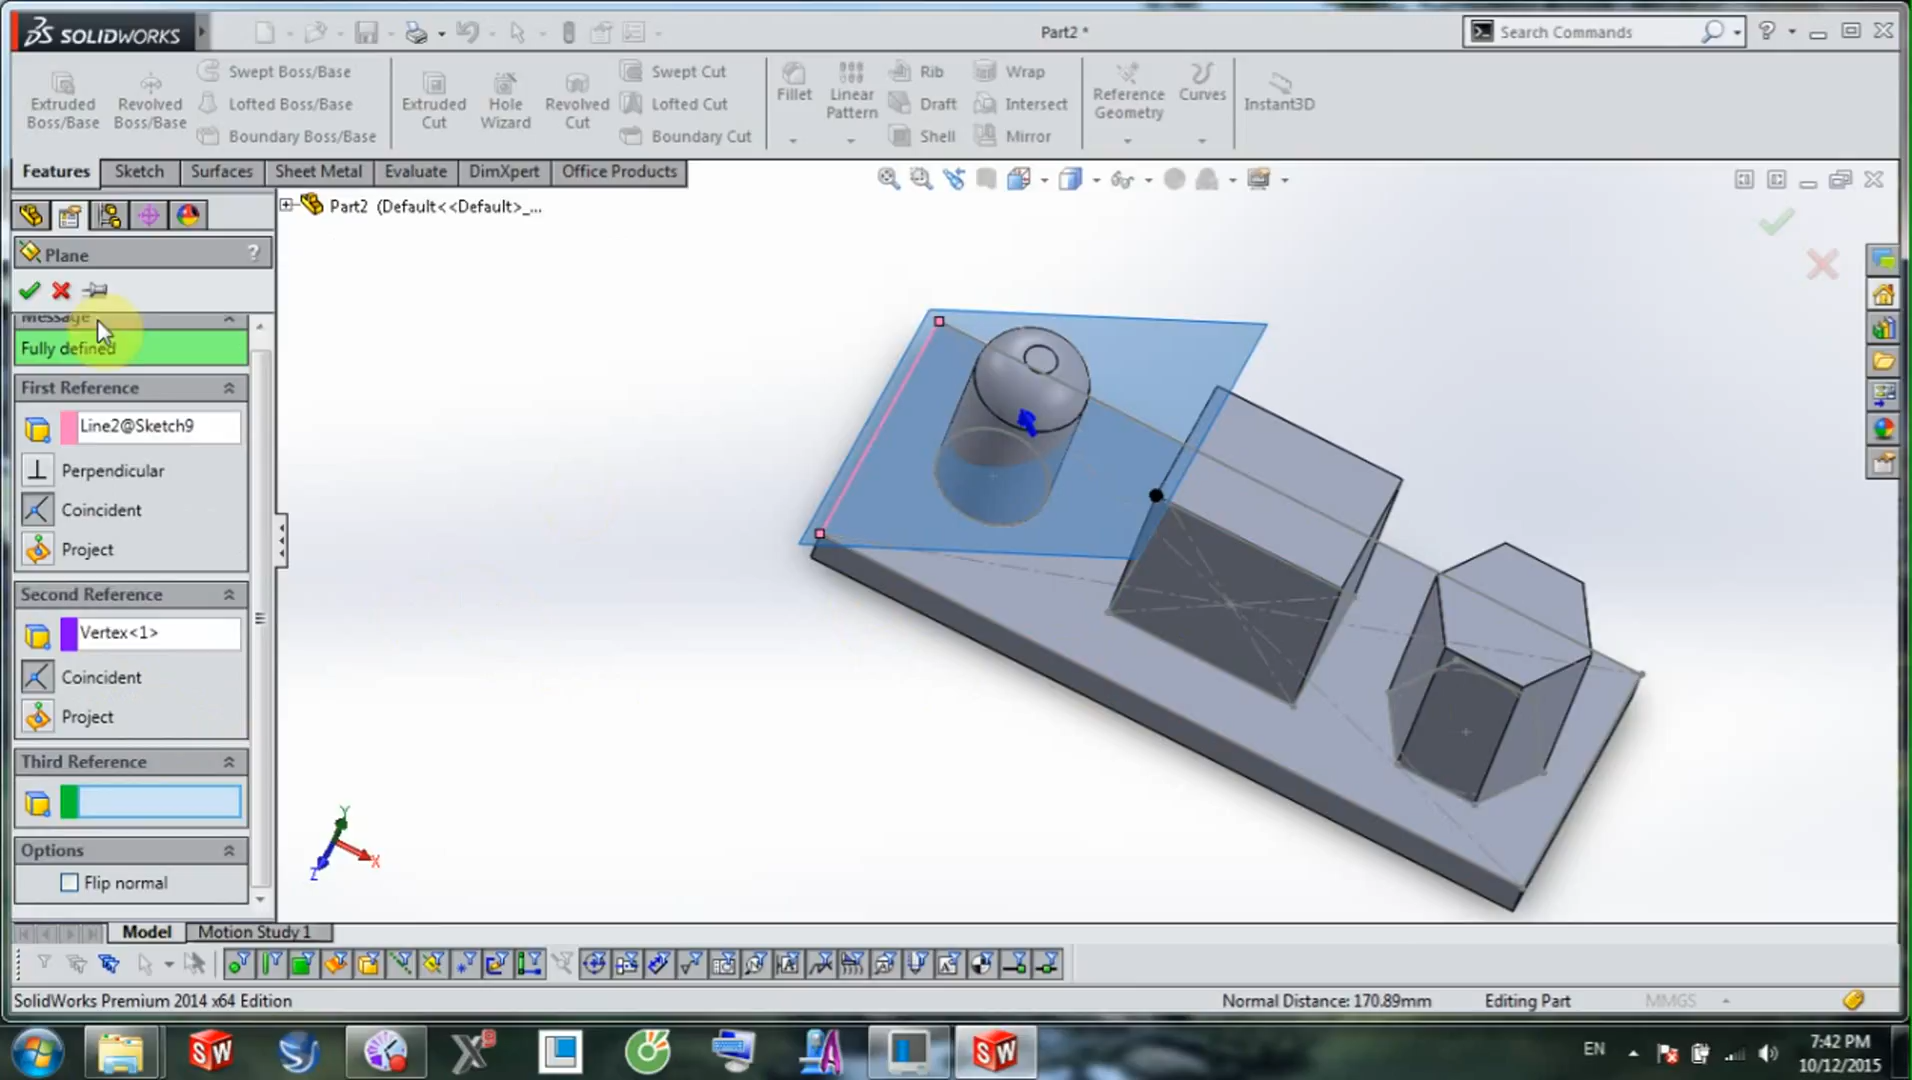 SOLIDWORKS
Part2 *
Search Commands
Extruded Boss/Base
Revolved Boss/Base
Swept Boss/Base
Lofted Boss/Base
Boundary Boss/Base
Extruded Cut
Hole Wizard
Revolved Cut
Swept Cut
Lofted Cut
Boundary Cut
Fillet
Linear Pattern
Rib
Draft
Shell
Wrap
Intersect
Mirror
Reference Geometry
Curves
Instant3D
Features
Sketch
Surfaces
Sheet Metal
Evaluate
DimXpert
Office Products
Part2 (Default<<Default>_...
Plane
?
Message
Fully defined
First Reference
Line2@Sketch9
Perpendicular
Coincident
Project
Second Reference
Vertex<1>
Coincident
Project
Third Reference
Options
Flip normal
Y
X
Z
Model
Motion Study 1
SolidWorks Premium 2014 x64 Edition
Normal Distance: 170.89mm
Editing Part
MMGS
EN
7:42 PM
10/12/2015